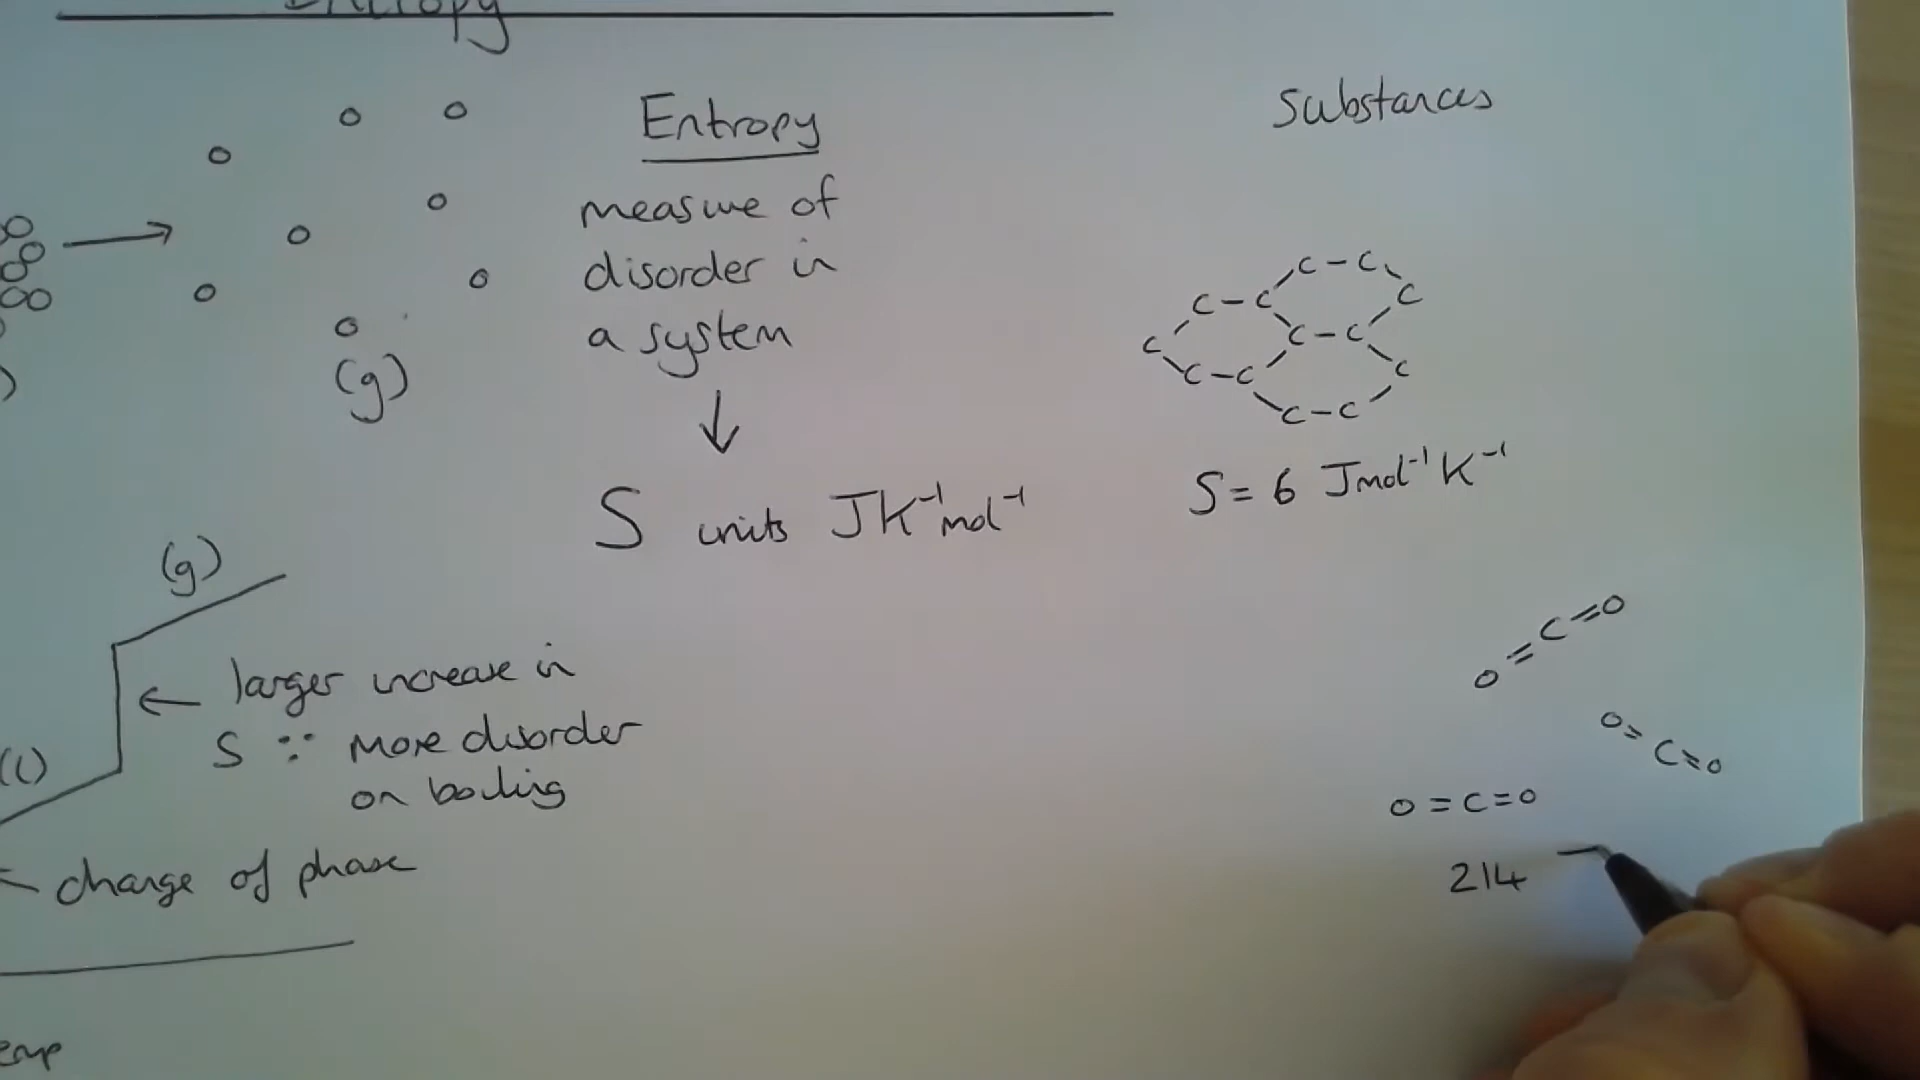 Entropy
Entropy
measure of
disorder in
a system
↓
S units JK⁻¹mol⁻¹
(g)
(g)
← larger increase in
S ∵ more disorder
on boiling
(l)
← change of phase
Substances
C-C
C-C C
C C-C
C-C C
C-C
S = 6 Jmol⁻¹K⁻¹
O=C=O
O=C=O
O=C=O
214